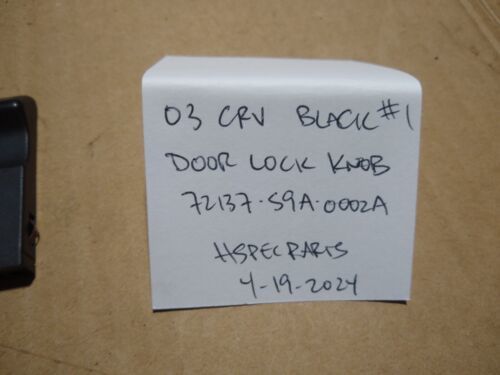 03 CRV BLACK #1
DOOR LOCK KNOB
72137-S9A-0002A
HSPECPARTS
4-19-2024